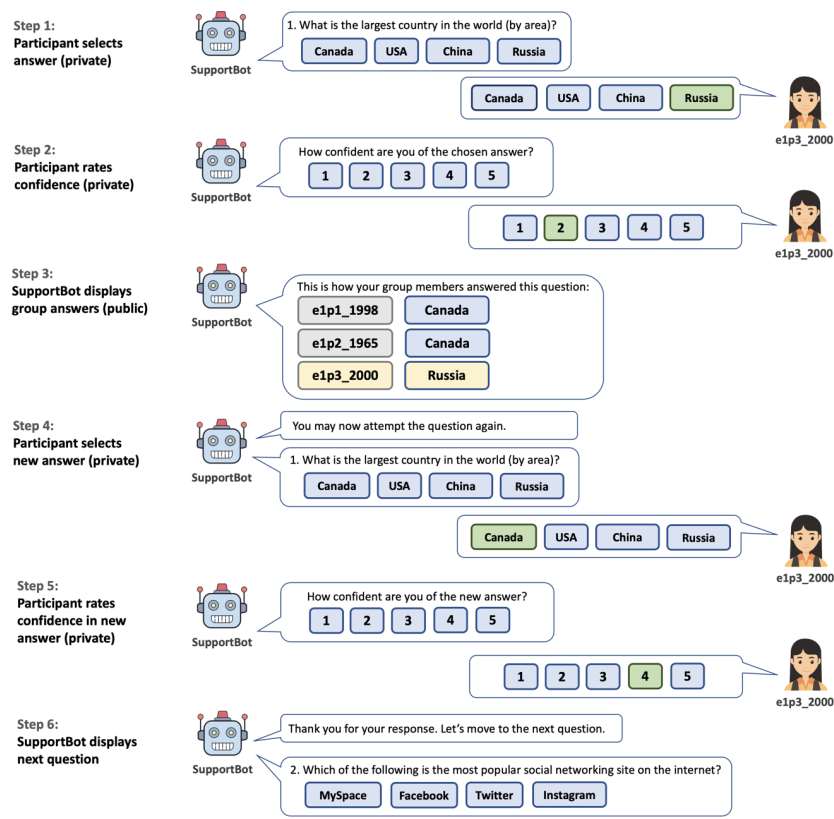 Step 1:
Participant selects
answer (private)
SupportBot
1. What is the largest country in the world (by area)?
Canada USA China Russia
Canada USA China Russia
e1p3_2000
Step 2:
Participant rates
confidence (private)
SupportBot
How confident are you of the chosen answer?
1 2 3 4 5
1 2 3 4 5
e1p3_2000
Step 3:
SupportBot displays
group answers (public)
SupportBot
This is how your group members answered this question:
e1p1_1998 Canada
e1p2_1965 Canada
e1p3_2000 Russia
Step 4:
Participant selects
new answer (private)
SupportBot
You may now attempt the question again.
1. What is the largest country in the world (by area)?
Canada USA China Russia
Canada USA China Russia
e1p3_2000
Step 5:
Participant rates
confidence in new
answer (private)
SupportBot
How confident are you of the new answer?
1 2 3 4 5
1 2 3 4 5
e1p3_2000
Step 6:
SupportBot displays
next question
SupportBot
Thank you for your response. Let's move to the next question.
2. Which of the following is the most popular social networking site on the internet?
MySpace Facebook Twitter Instagram